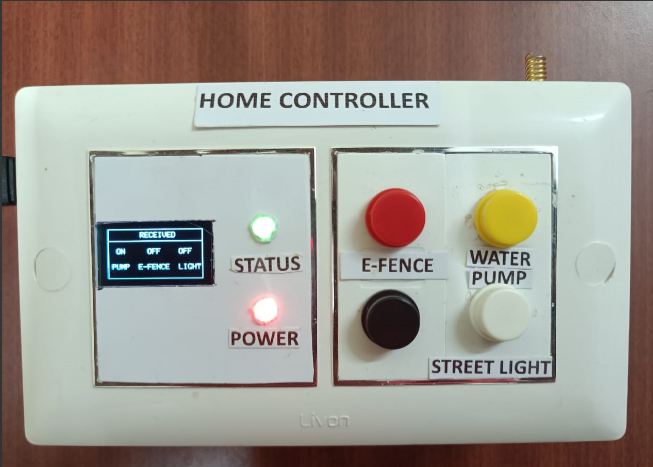 HOME CONTROLLER
RECEIVED
ON OFF OFF
PUMP E-FENCE LIGHT
STATUS
POWER
E-FENCE
WATER
PUMP
STREET LIGHT
Livon